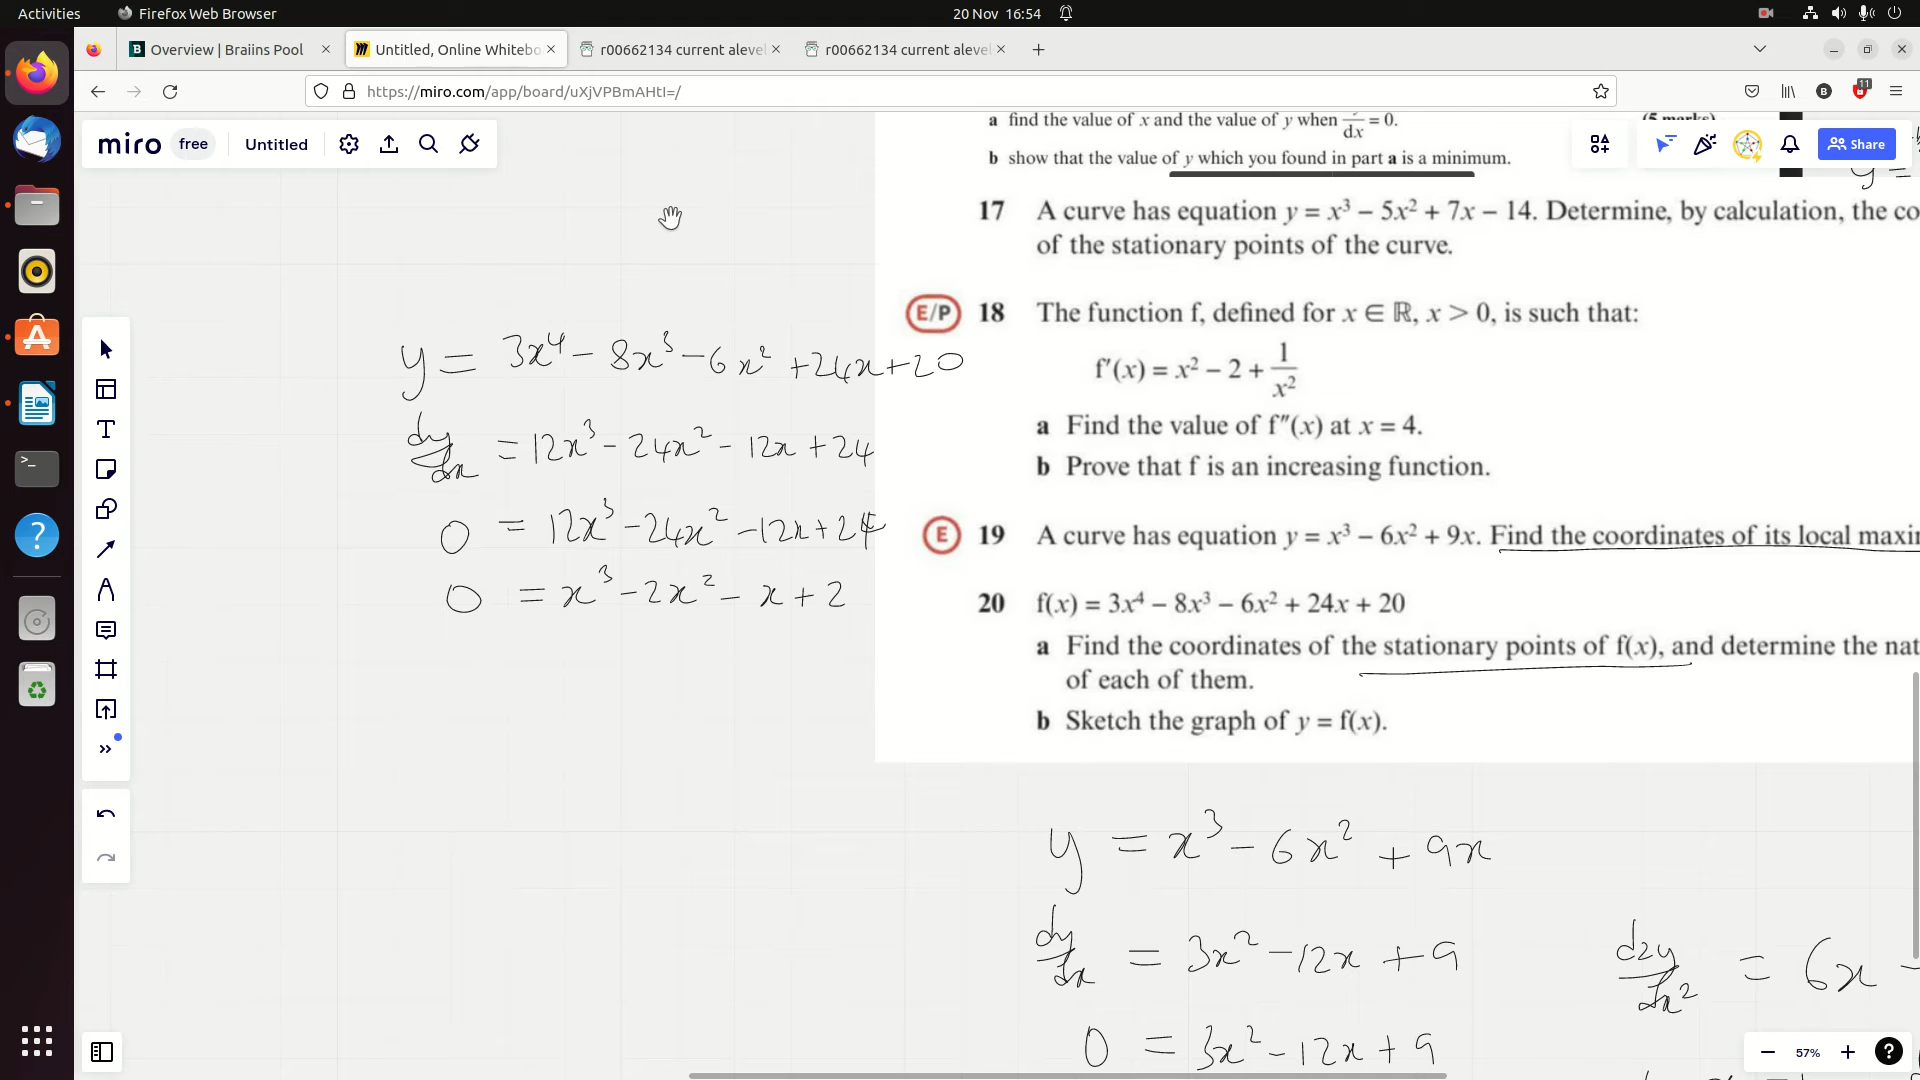 Activities
Firefox Web Browser
20 Nov 16:54
Overview | Braiins Pool
Untitled, Online Whitebo
r00662134 current alevel
r00662134 current alevel
https://miro.com/app/board/uXjVPBmAHtI=/
11
miro free Untitled
Share
a find the value of x and the value of y when dy/dx = 0. (5 marks)
b show that the value of y which you found in part a is a minimum.
17 A curve has equation y = x³ − 5x² + 7x − 14. Determine, by calculation, the co
of the stationary points of the curve.
E/P 18 The function f, defined for x ∈ ℝ, x > 0, is such that:
f′(x) = x² − 2 + 1/x²
a Find the value of f″(x) at x = 4.
b Prove that f is an increasing function.
E 19 A curve has equation y = x³ − 6x² + 9x. Find the coordinates of its local maxi
20 f(x) = 3x⁴ − 8x³ − 6x² + 24x + 20
a Find the coordinates of the stationary points of f(x), and determine the nat
of each of them.
b Sketch the graph of y = f(x).
y = 3x⁴ − 8x³ − 6x² + 24x + 20
dy/dx = 12x³ − 24x² − 12x + 24
0 = 12x³ − 24x² − 12x + 24
0 = x³ − 2x² − x + 2
y = x³ − 6x² + 9x
dy/dx = 3x² − 12x + 9
d2y/dx² = 6x −
0 = 3x² − 12x + 9
57%